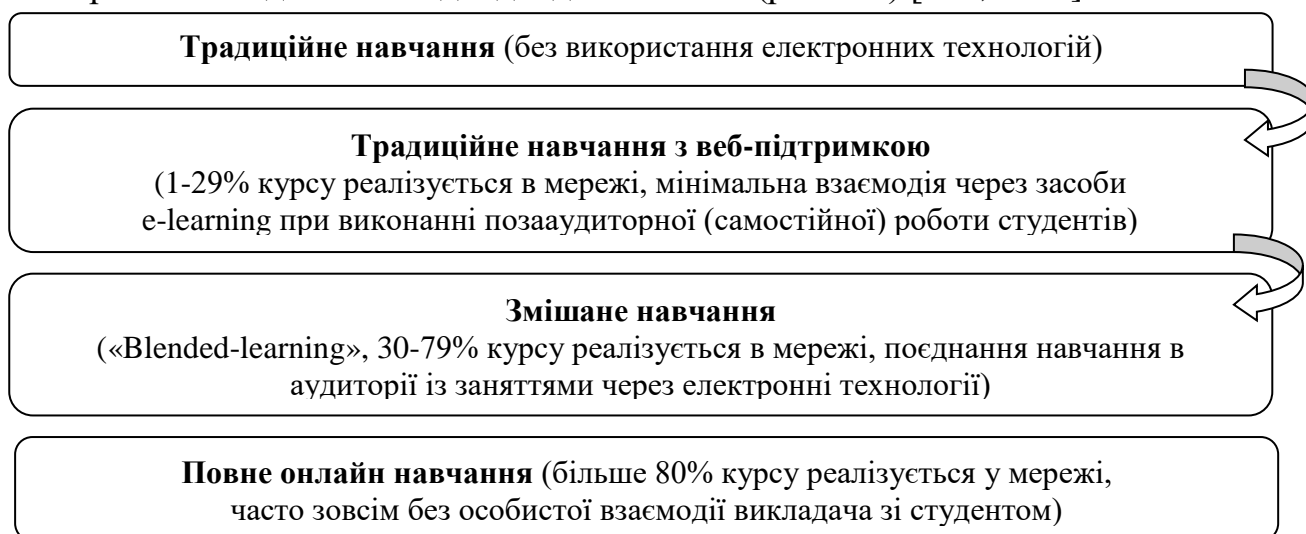 Традиційне навчання (без використання електронних технологій)
Традиційне навчання з веб-підтримкою
(1-29% курсу реалізується в мережі, мінімальна взаємодія через засоби
e-learning при виконанні позааудиторної (самостійної) роботи студентів)
Змішане навчання
(«Blended-learning», 30-79% курсу реалізується в мережі, поєднання навчання в
аудиторії із заняттями через електронні технології)
Повне онлайн навчання (більше 80% курсу реалізується у мережі,
часто зовсім без особистої взаємодії викладача зі студентом)